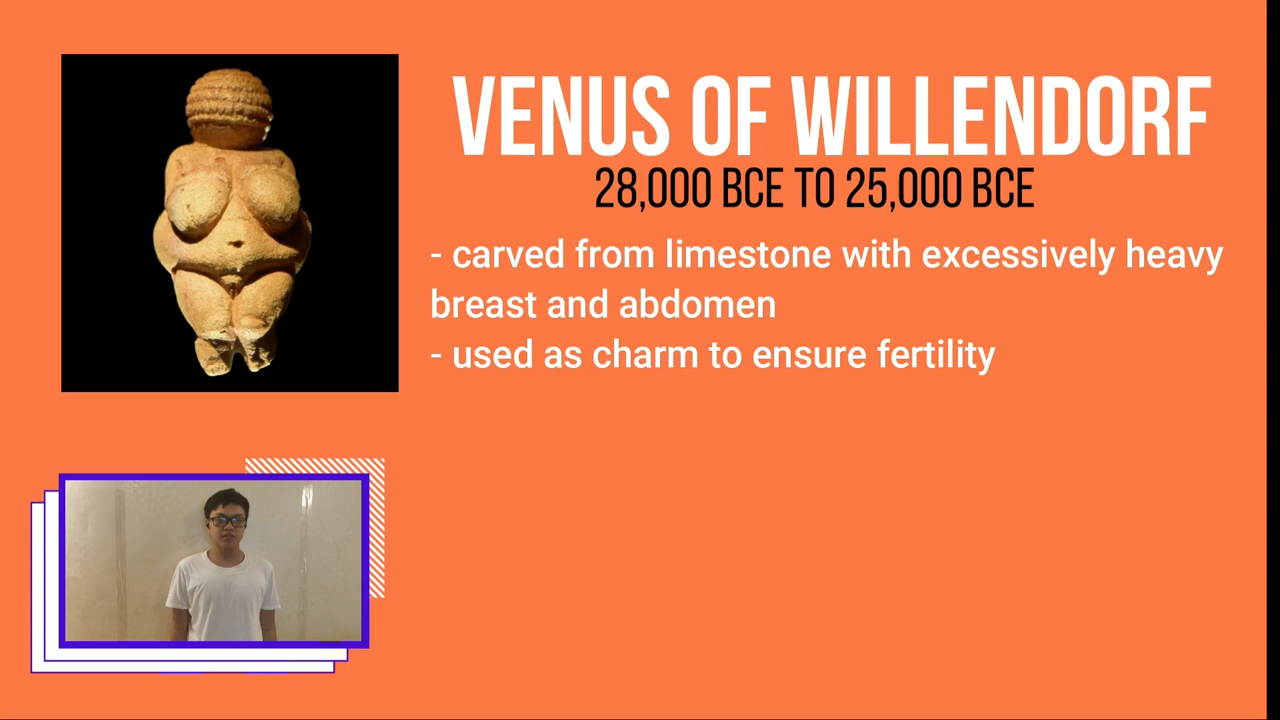 VENUS OF WILLENDORF
28,000 BCE TO 25,000 BCE
- carved from limestone with excessively heavy
breast and abdomen
- used as charm to ensure fertility